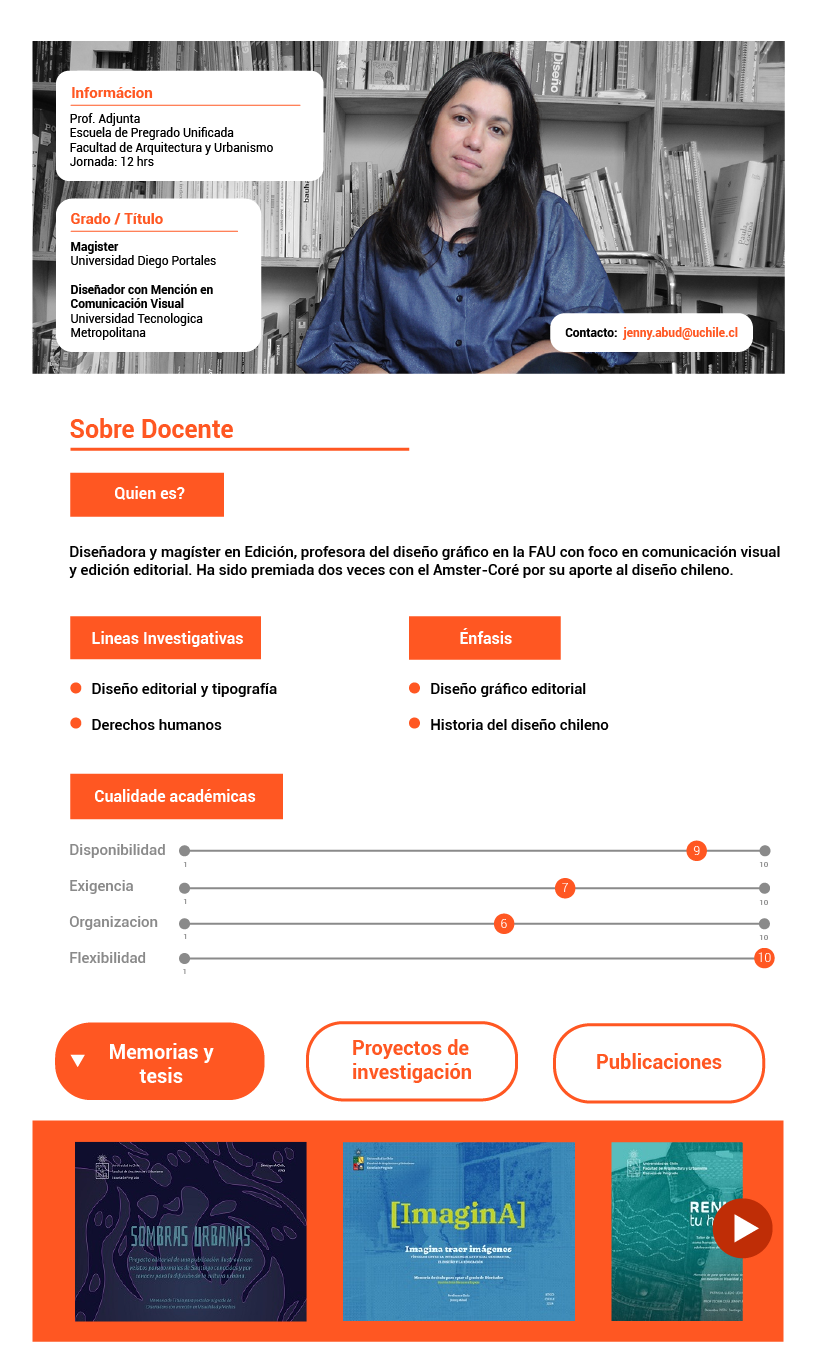 Informácion
Prof. Adjunta
Escuela de Pregrado Unificada
Facultad de Arquitectura y Urbanismo
Jornada: 12 hrs
Grado / Título
Magister
Universidad Diego Portales
Diseñador con Mención en
Comunicación Visual
Universidad Tecnologica
Metropolitana
Diseño
Contacto: jenny.abud@uchile.cl
Sobre Docente
Quien es?
Diseñadora y magíster en Edición, profesora del diseño gráfico en la FAU con foco en comunicación visual
y edición editorial. Ha sido premiada dos veces con el Amster-Coré por su aporte al diseño chileno.
Lineas Investigativas
Énfasis
Diseño editorial y tipografía
Diseño gráfico editorial
Derechos humanos
Historia del diseño chileno
Cualidade académicas
Disponibilidad
9
1
10
Exigencia
7
1
10
Organizacion
6
1
10
Flexibilidad
10
1
Memorias y
tesis
Proyectos de
investigación
Publicaciones
SOMBRAS URBANAS
[ImaginA]
Imagina traer imágenes
REN
tu h